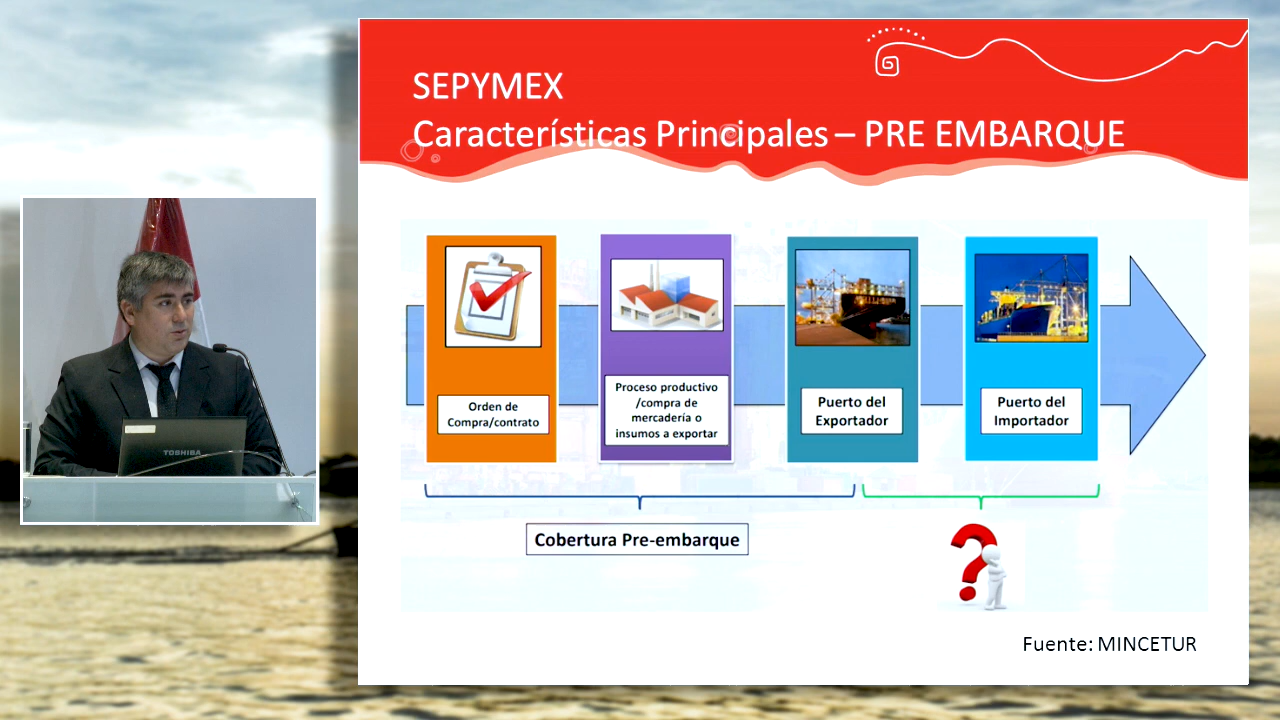 SEPYMEX
Características Principales – PRE EMBARQUE
Orden de
Compra/contrato
Proceso productivo
/compra de
mercadería o
insumos a exportar
Puerto del
Exportador
Puerto del
Importador
Cobertura Pre-embarque
?
Fuente: MINCETUR
TOSHIBA